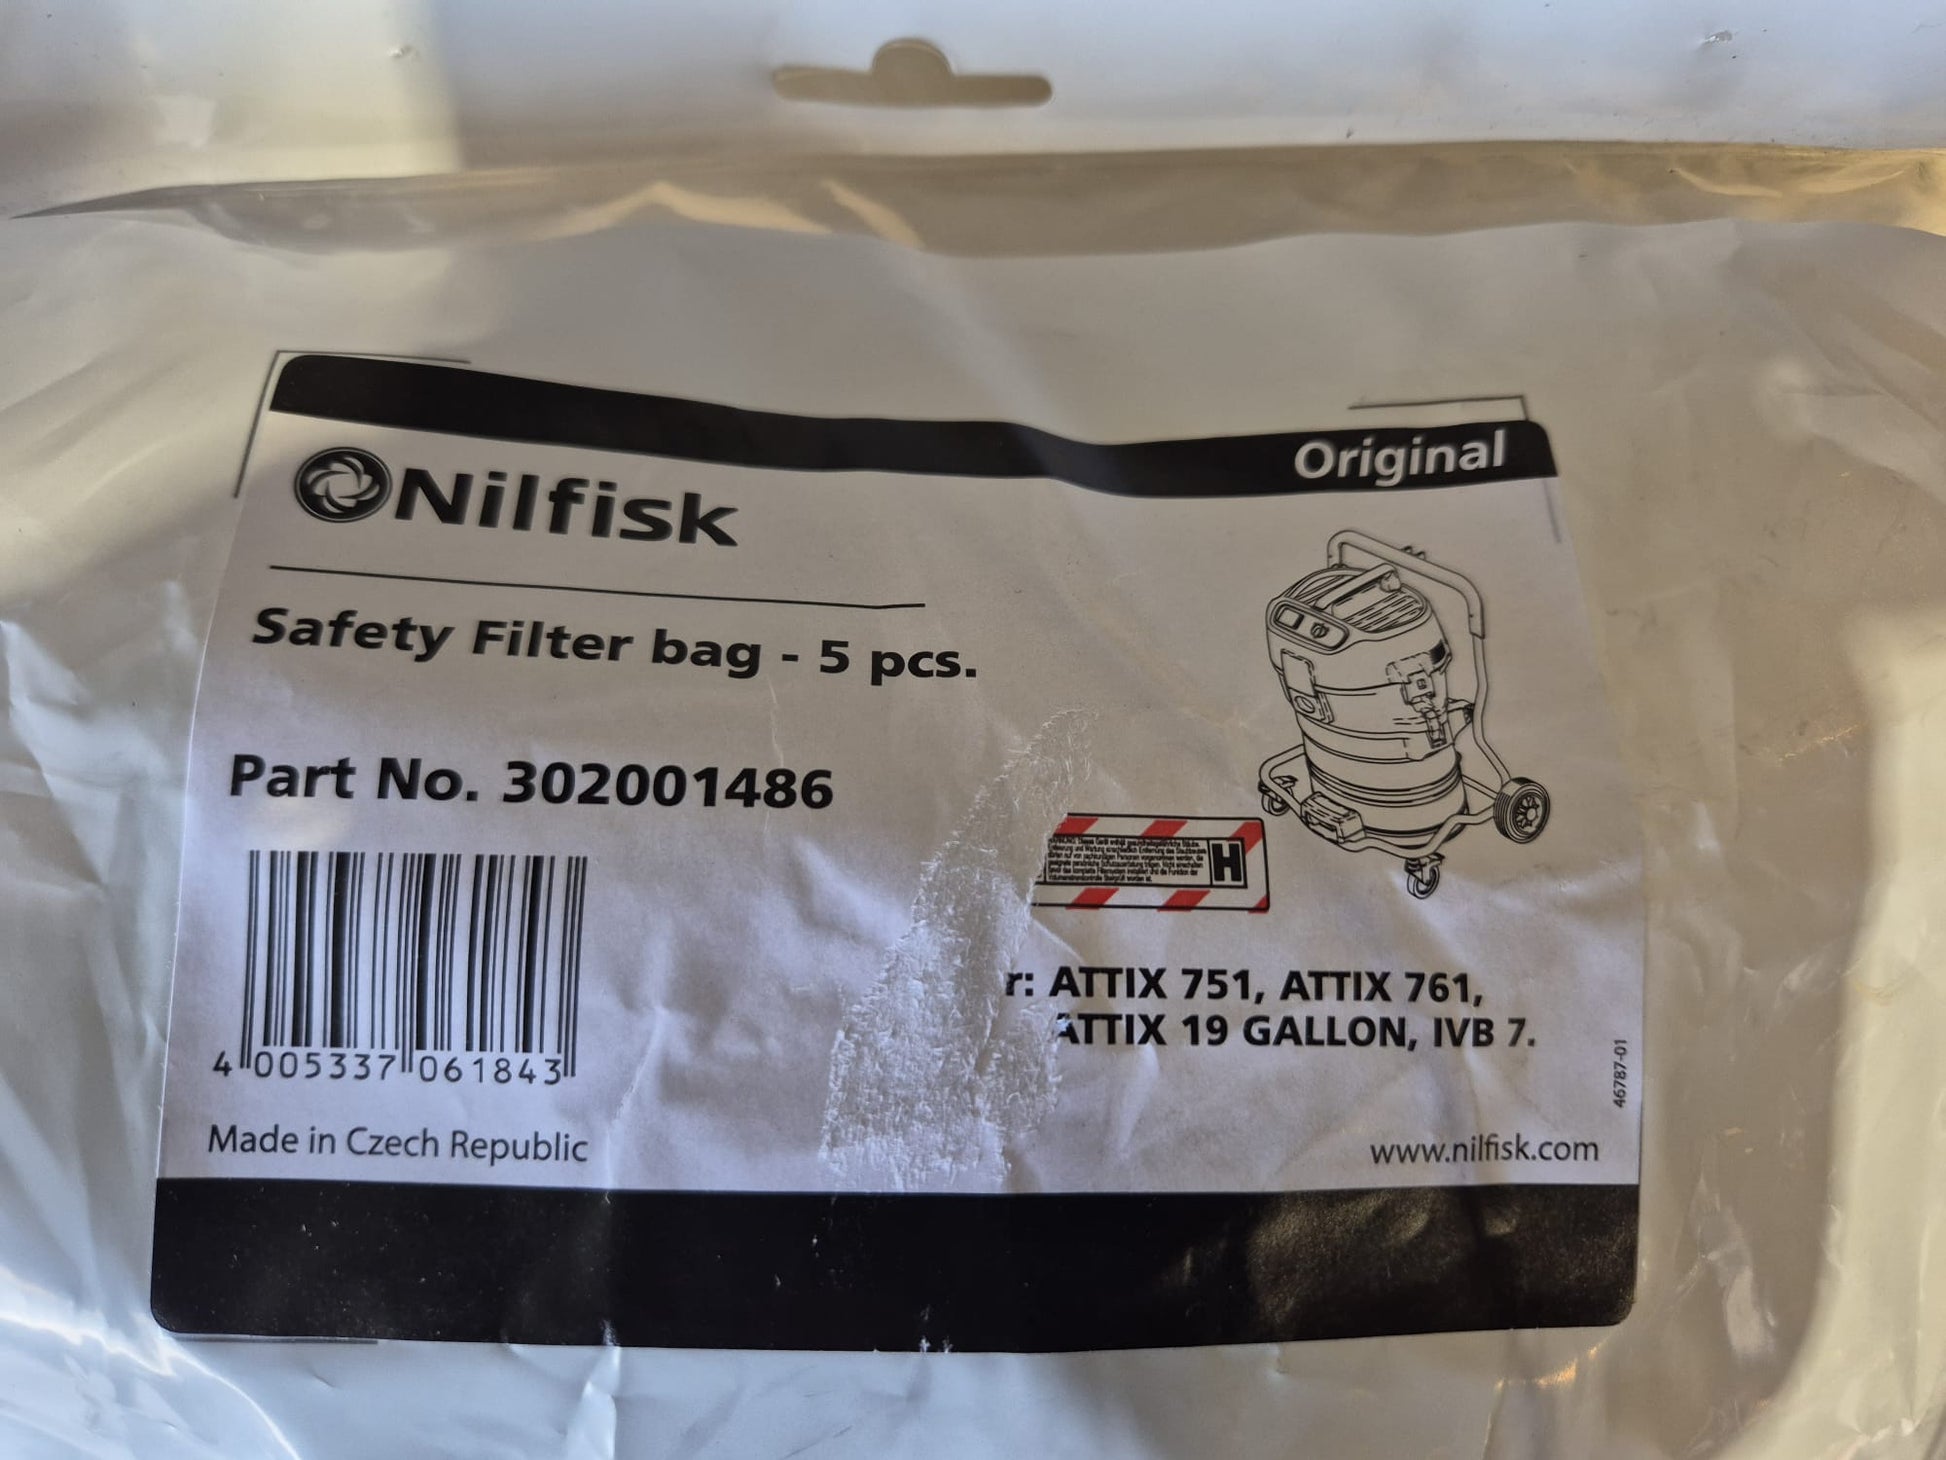 Original
Nilfisk
Safety Filter bag - 5 pcs.
Part No. 302001486
H
r: ATTIX 751, ATTIX 761,
ATTIX 19 GALLON, IVB 7.
4 005337 061843
46787-01
Made in Czech Republic
www.nilfisk.com